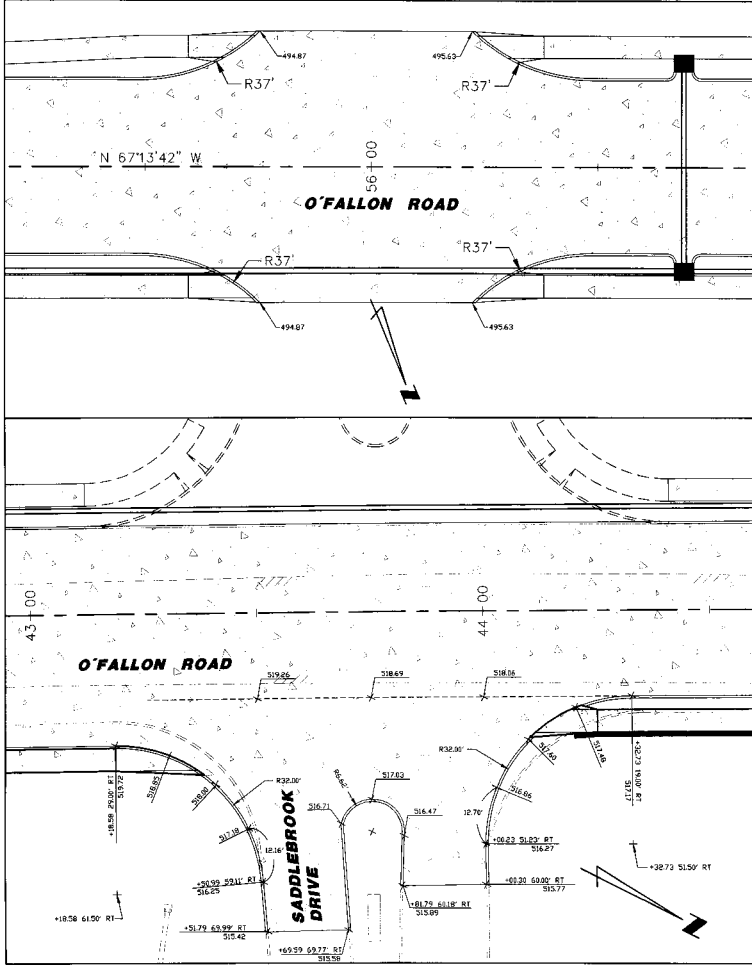 494.87
495.63
R37'
R37'
N 67°13'42" W
56+00
O'FALLON ROAD
R37'
R37'
494.87
495.63
N
43+00
44+00
O'FALLON ROAD
519.26
518.69
518.06
+18.58 29.00' RT
519.72
518.85
518.00
517.18
R32.00'
12.16'
+50.99 59.11' RT
516.25
+18.58 61.50' RT
+51.79 69.99' RT
515.42
SADDLEBROOK
DRIVE
R6.62'
516.71
517.03
516.47
+69.59 69.77' RT
515.58
+81.79 60.18' RT
515.89
R32.00'
12.70'
516.86
517.60
517.48
+32.73 19.00' RT
517.17
+00.23 51.23' RT
516.27
+00.30 60.00' RT
515.77
+32.73 51.50' RT
N